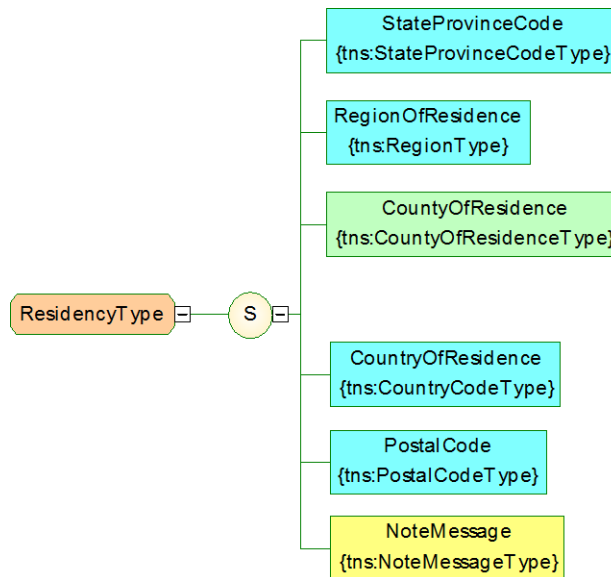 StateProvinceCode
{tns:StateProvinceCodeType}
RegionOfResidence
{tns:RegionType}
CountyOfResidence
{tns:CountyOfResidenceType}
ResidencyType
S
CountryOfResidence
{tns:CountryCodeType}
PostalCode
{tns:PostalCodeType}
NoteMessage
{tns:NoteMessageType}